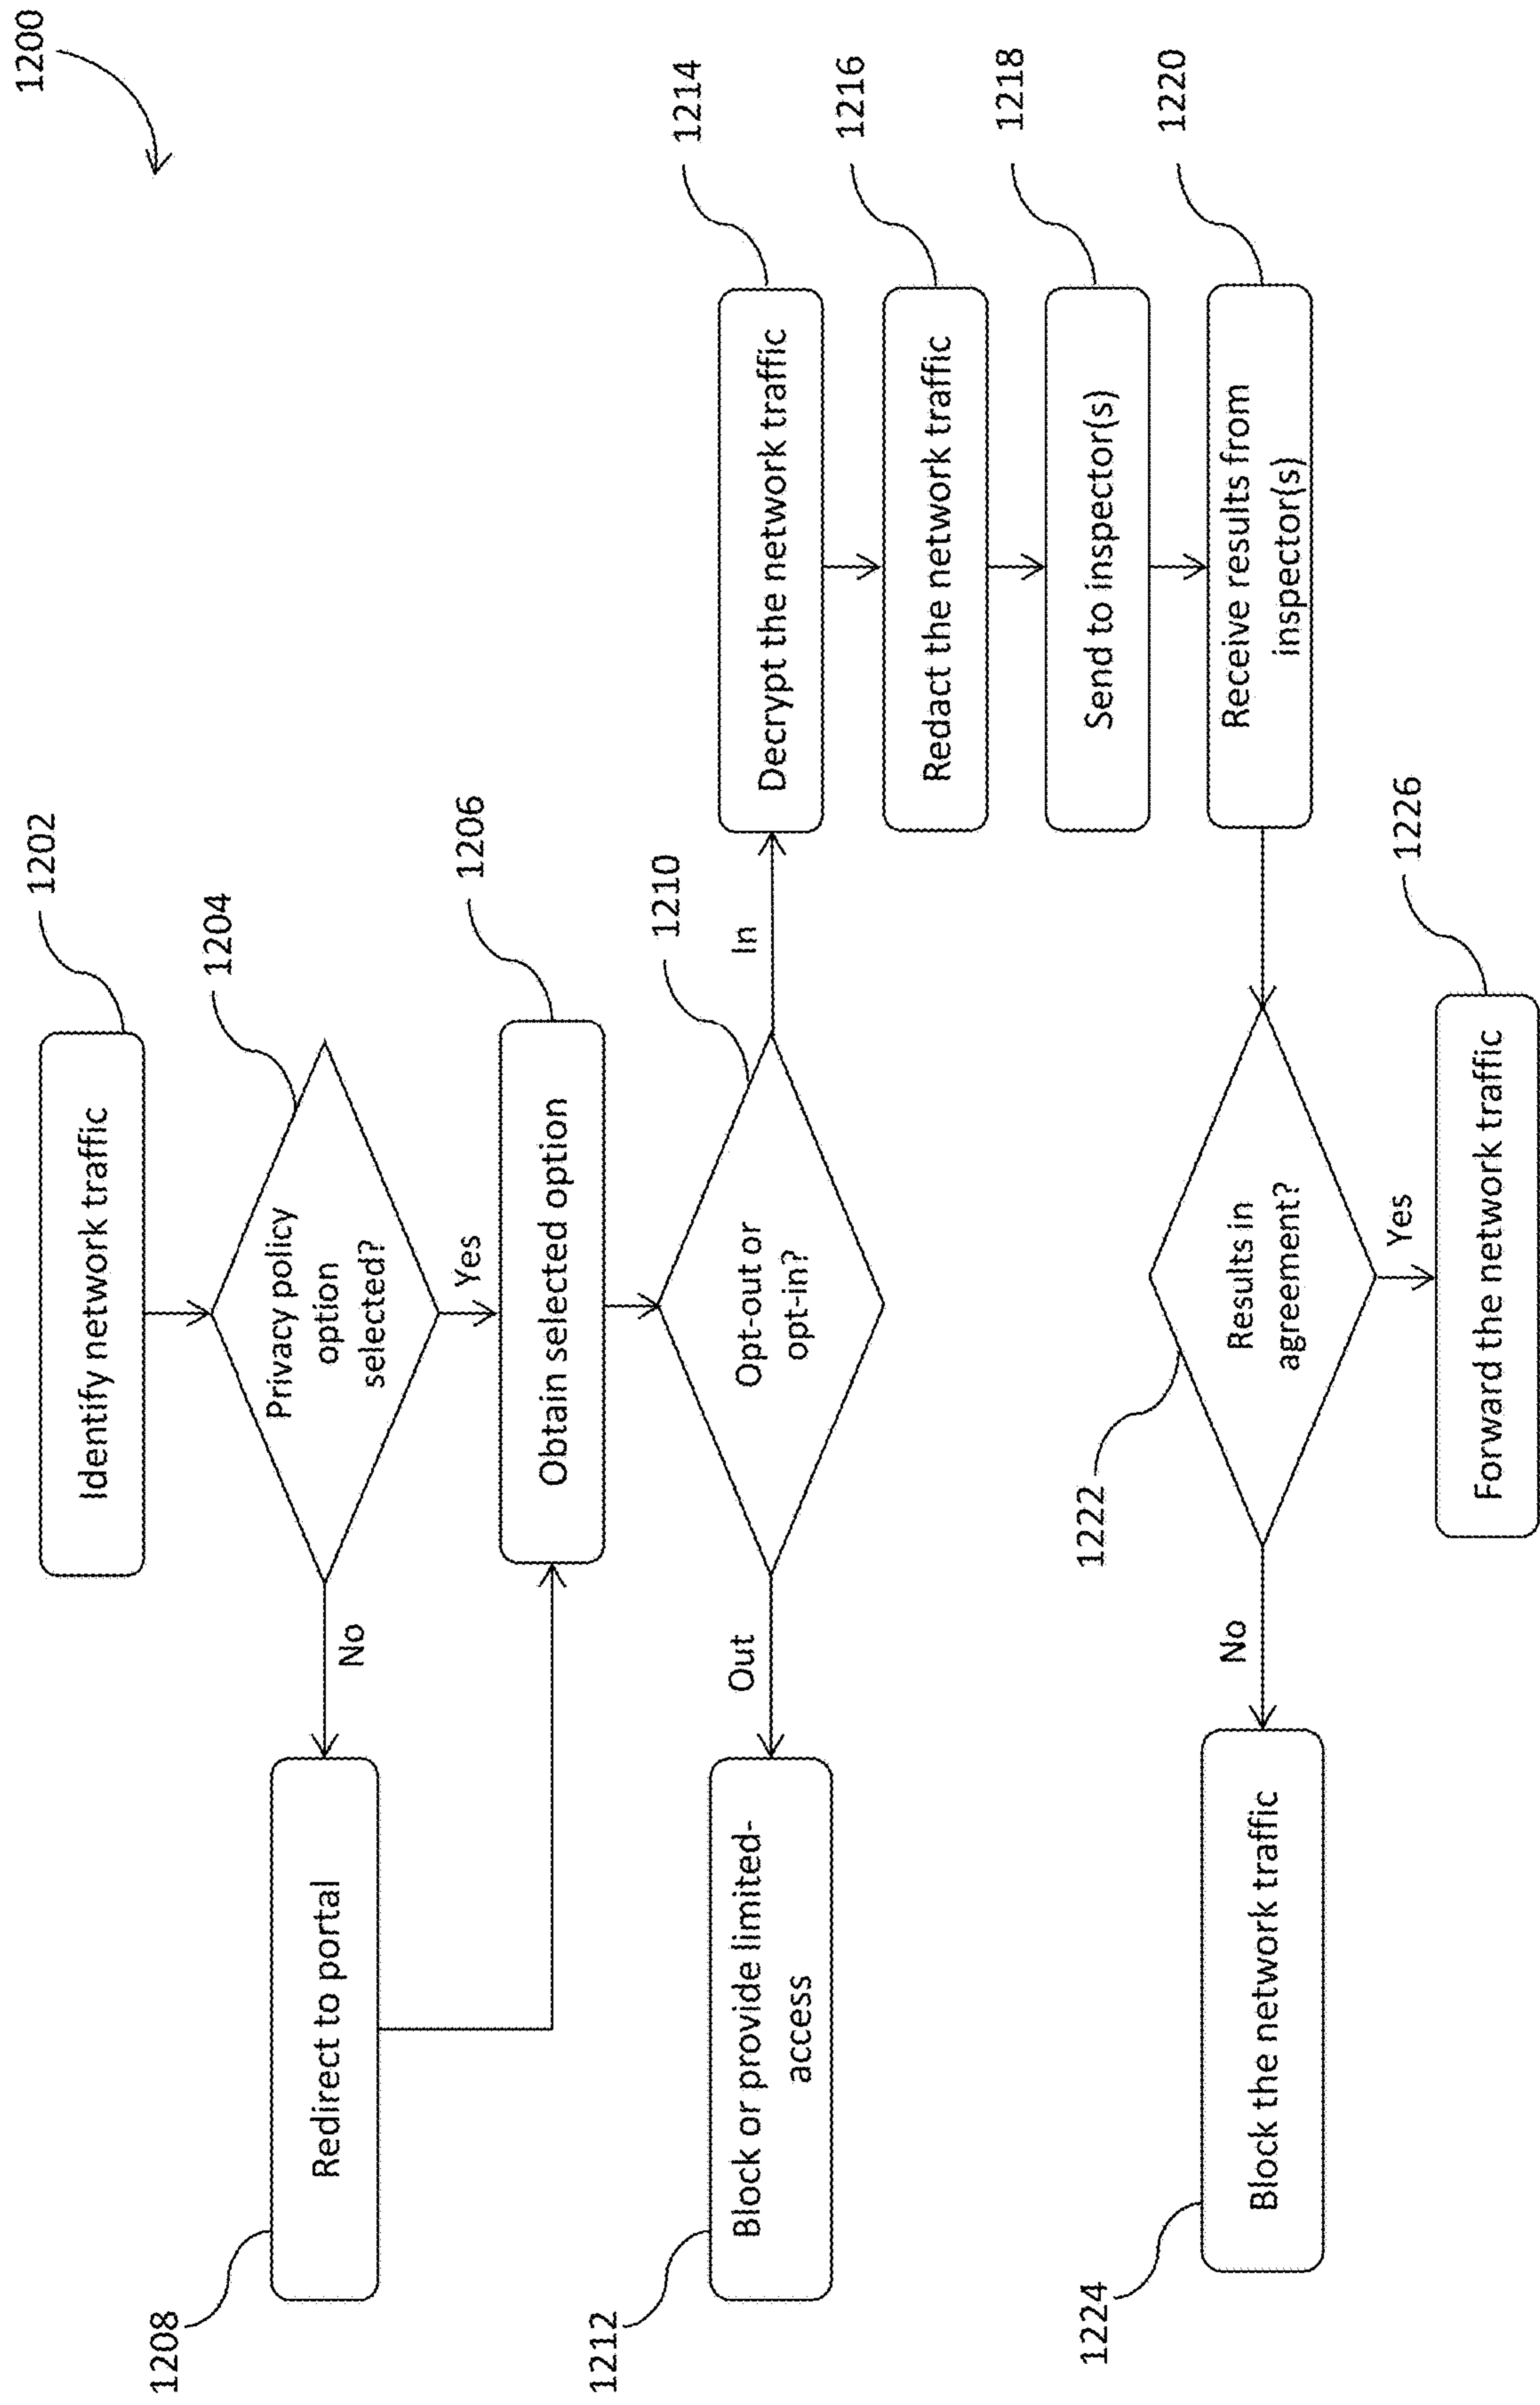 1200
1202
Identify network traffic
1204
Privacy policy
option
selected?
No
Yes
1208
Redirect to portal
1206
Obtain selected option
1210
Opt-out or
opt-in?
Out
In
1212
Block or provide limited-
access
1214
Decrypt the network traffic
1216
Redact the network traffic
1218
Send to inspector(s)
1220
Receive results from
inspector(s)
1222
Results in
agreement?
No
Yes
1224
Block the network traffic
1226
Forward the network traffic